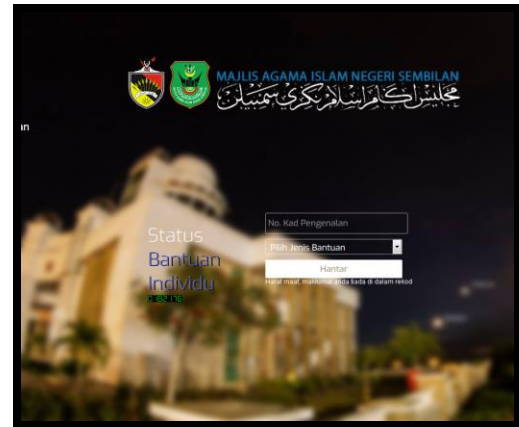 MAJLIS AGAMA ISLAM NEGERI SEMBILAN
مجليس اݢام اسلام نݢري سمبيلن
an
No. Kad Pengenalan
Status
Pilih Jenis Bantuan
Bantuan
Hantar
Individu
Harap maaf, maklumat anda tiada di dalam rekod